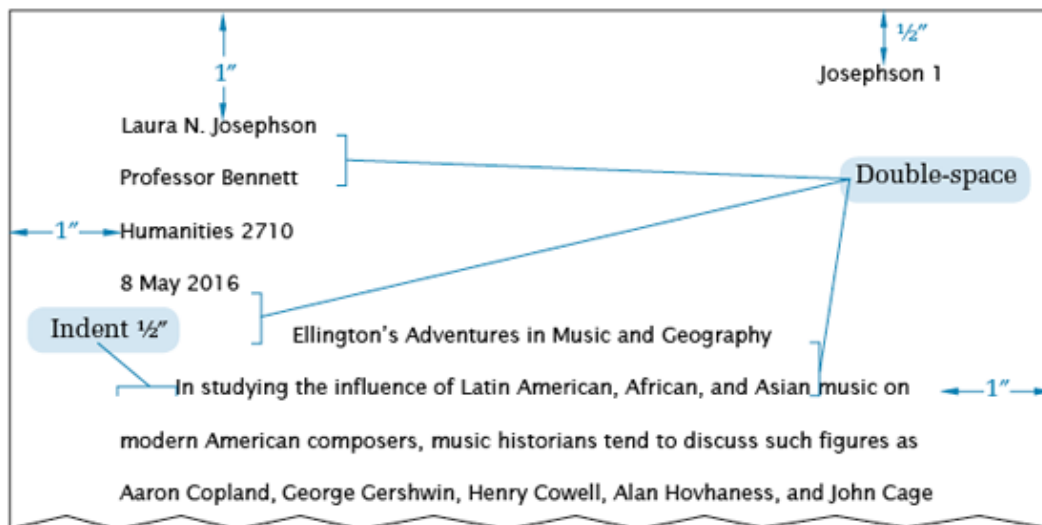 ½″
1″
Josephson 1
Laura N. Josephson
Professor Bennett
Double-space
1″
Humanities 2710
8 May 2016
Indent ½″
Ellington’s Adventures in Music and Geography
In studying the influence of Latin American, African, and Asian music on
1″
modern American composers, music historians tend to discuss such figures as
Aaron Copland, George Gershwin, Henry Cowell, Alan Hovhaness, and John Cage